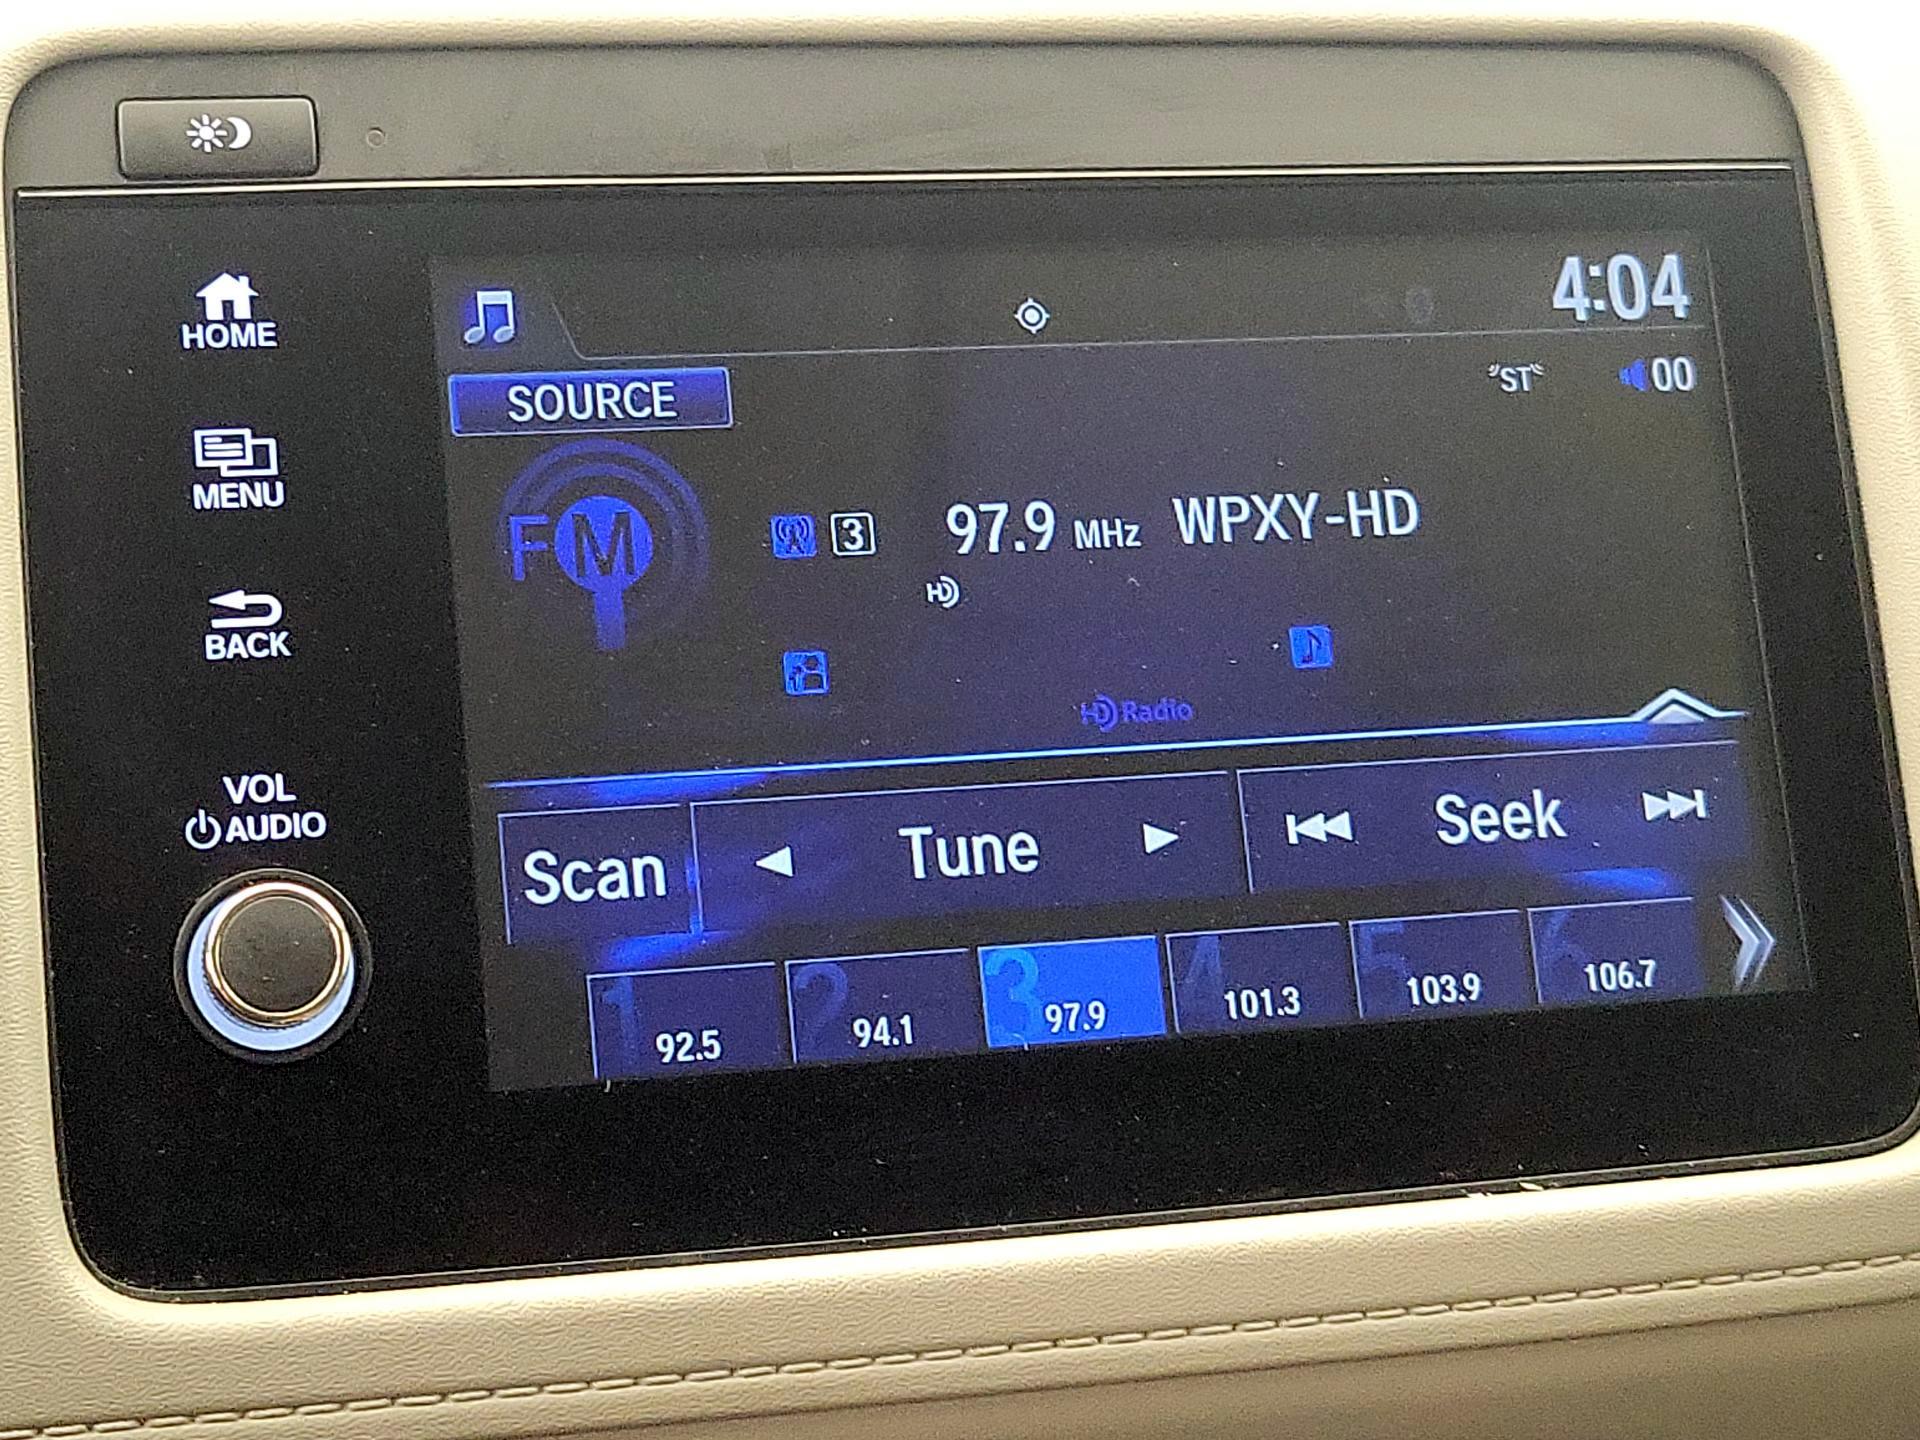 4:04
HOME
SOURCE
ST 00
MENU
FM
3 97.9 MHz WPXY-HD
HD
BACK
HD Radio
VOL
AUDIO
Scan Tune Seek
1 92.5 2 94.1 3 97.9 4 101.3 5 103.9 6 106.7